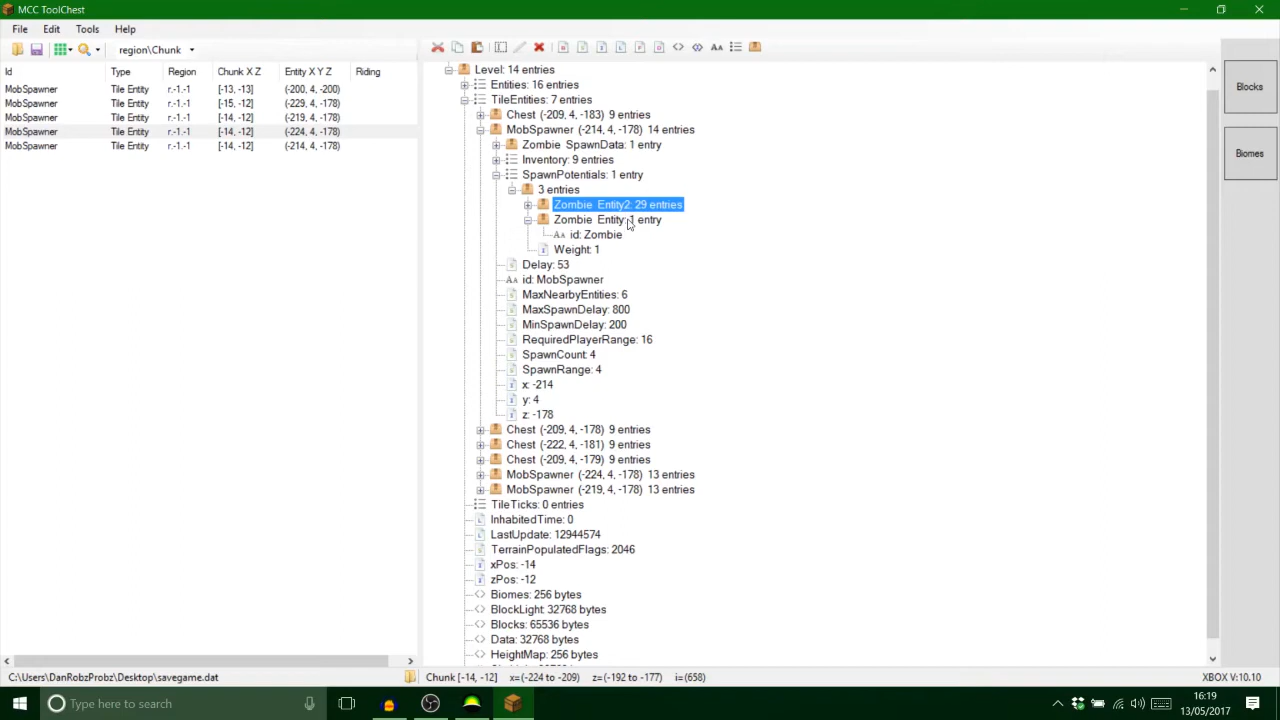 MCC ToolChest
File Edit Tools Help
region\Chunk
Id Type Region Chunk X Z Entity X Y Z Riding
MobSpawner Tile Entity r.-1.-1 [-13, -13] (-200, 4, -200)
MobSpawner Tile Entity r.-1.-1 [-15, -12] (-229, 4, -178)
MobSpawner Tile Entity r.-1.-1 [-14, -12] (-219, 4, -178)
MobSpawner Tile Entity r.-1.-1 [-14, -12] (-224, 4, -178)
MobSpawner Tile Entity r.-1.-1 [-14, -12] (-214, 4, -178)
Level: 14 entries
Entities: 16 entries
TileEntities: 7 entries
Chest (-209, 4, -183) 9 entries
MobSpawner (-214, 4, -178) 14 entries
Zombie SpawnData: 1 entry
Inventory: 9 entries
SpawnPotentials: 1 entry
3 entries
Zombie Entity2: 29 entries
Zombie Entity: 1 entry
id: Zombie
Weight: 1
Delay: 53
id: MobSpawner
MaxNearbyEntities: 6
MaxSpawnDelay: 800
MinSpawnDelay: 200
RequiredPlayerRange: 16
SpawnCount: 4
SpawnRange: 4
x: -214
y: 4
z: -178
Chest (-209, 4, -178) 9 entries
Chest (-222, 4, -181) 9 entries
Chest (-209, 4, -179) 9 entries
MobSpawner (-224, 4, -178) 13 entries
MobSpawner (-219, 4, -178) 13 entries
TileTicks: 0 entries
InhabitedTime: 0
LastUpdate: 12944574
TerrainPopulatedFlags: 2046
xPos: -14
zPos: -12
Biomes: 256 bytes
BlockLight: 32768 bytes
Blocks: 65536 bytes
Data: 32768 bytes
HeightMap: 256 bytes
Blocks
Biomes
C:\Users\DanRobzProbz\Desktop\savegame.dat
Chunk [-14, -12] x=(-224 to -209) z=(-192 to -177) i=(658)
XBOX V:10.10
Type here to search
16:19
13/05/2017